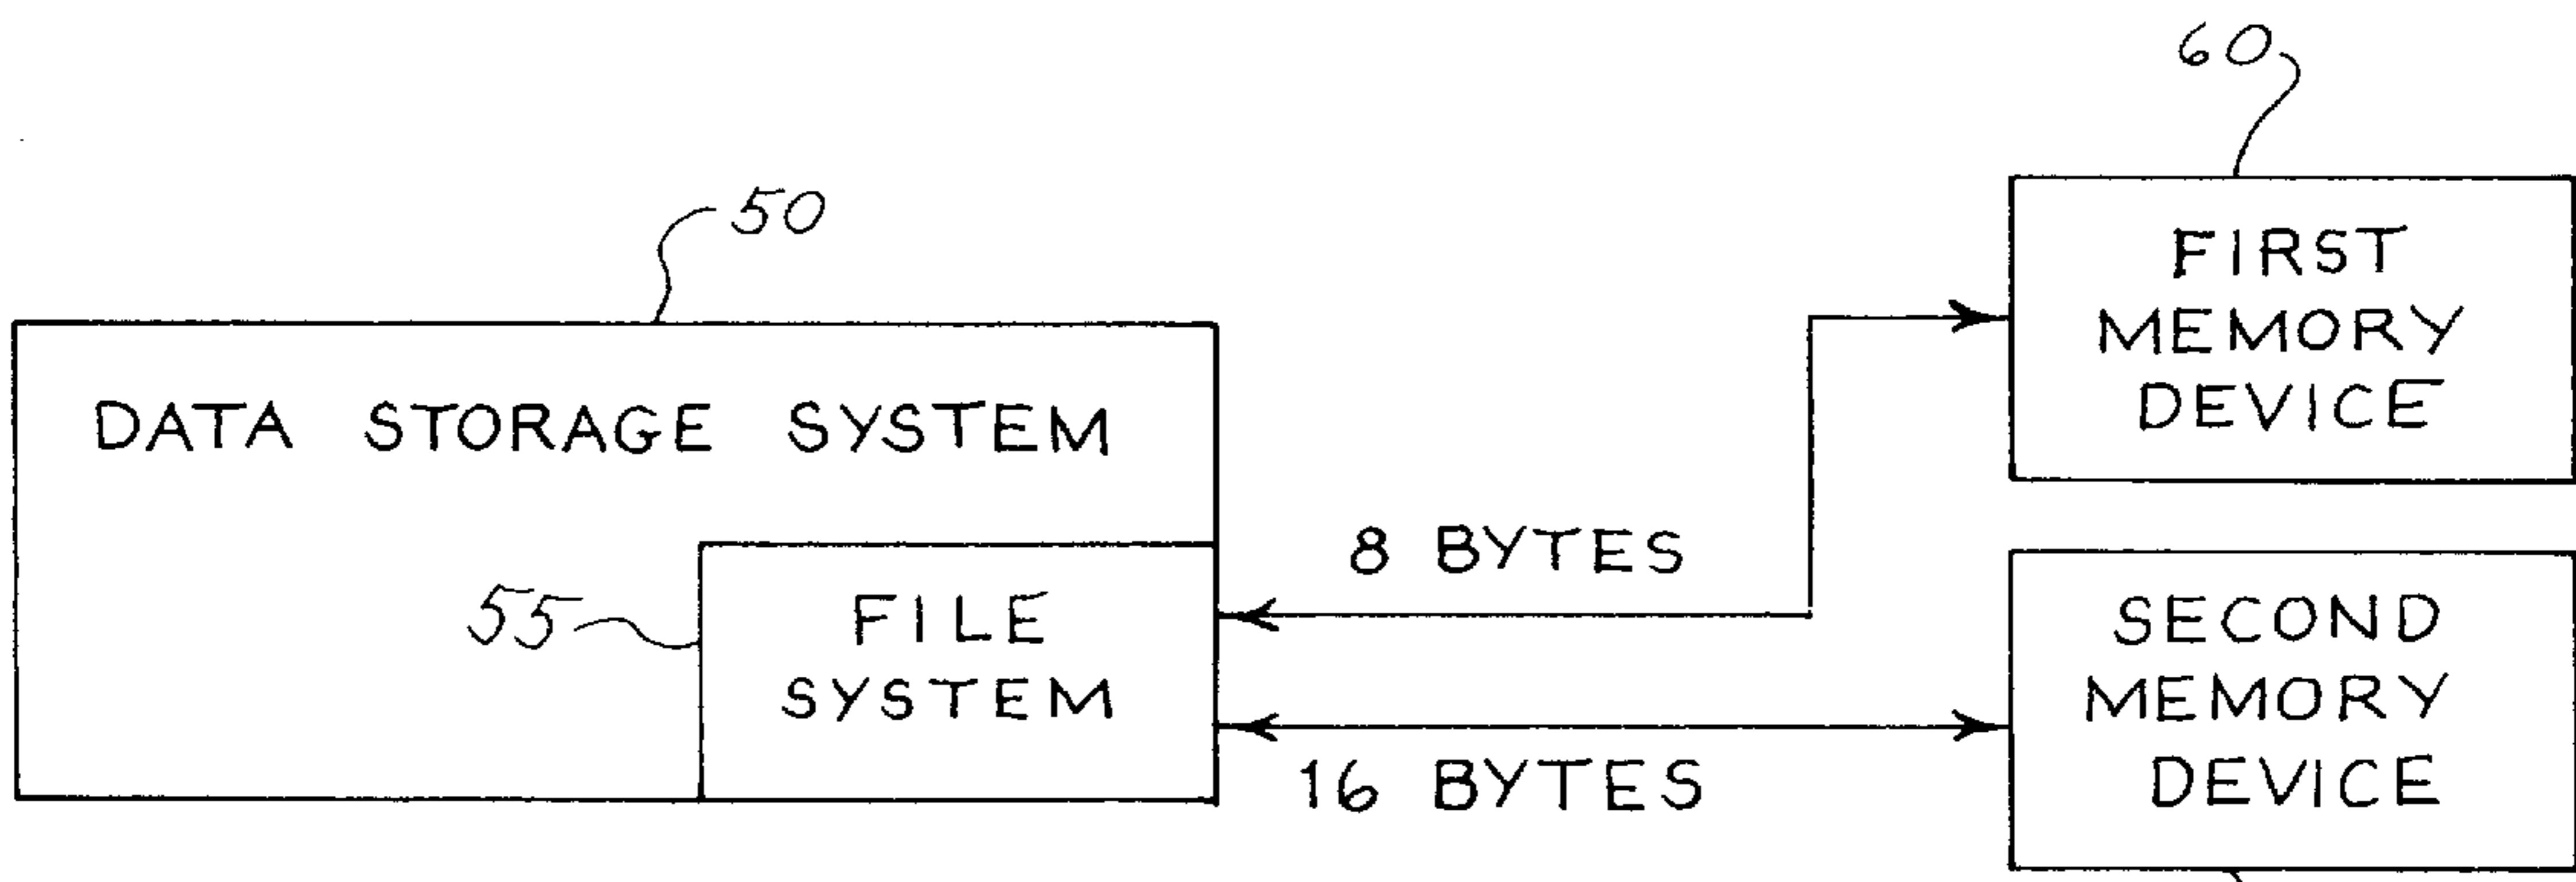 60
50
FIRST
MEMORY
DEVICE
DATA STORAGE SYSTEM
8 BYTES
55
FILE
SYSTEM
SECOND
MEMORY
DEVICE
16 BYTES